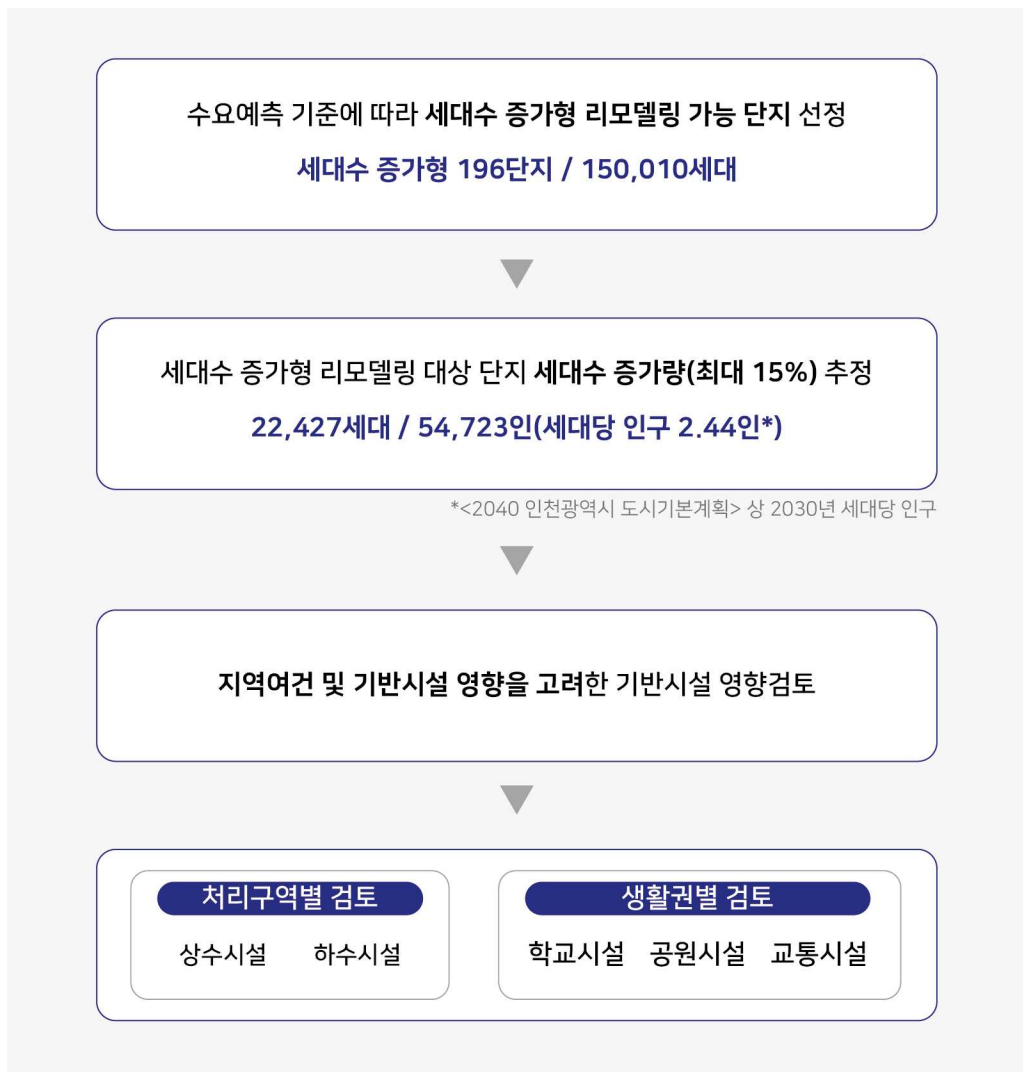 수요예측 기준에 따라 세대수 증가형 리모델링 가능 단지 선정
세대수 증가형 196단지 / 150,010세대
세대수 증가형 리모델링 대상 단지 세대수 증가량(최대 15%) 추정
22,427세대 / 54,723인(세대당 인구 2.44인*)
*<2040 인천광역시 도시기본계획> 상 2030년 세대당 인구
지역여건 및 기반시설 영향을 고려한 기반시설 영향검토
처리구역별 검토
상수시설 하수시설
생활권별 검토
학교시설 공원시설 교통시설